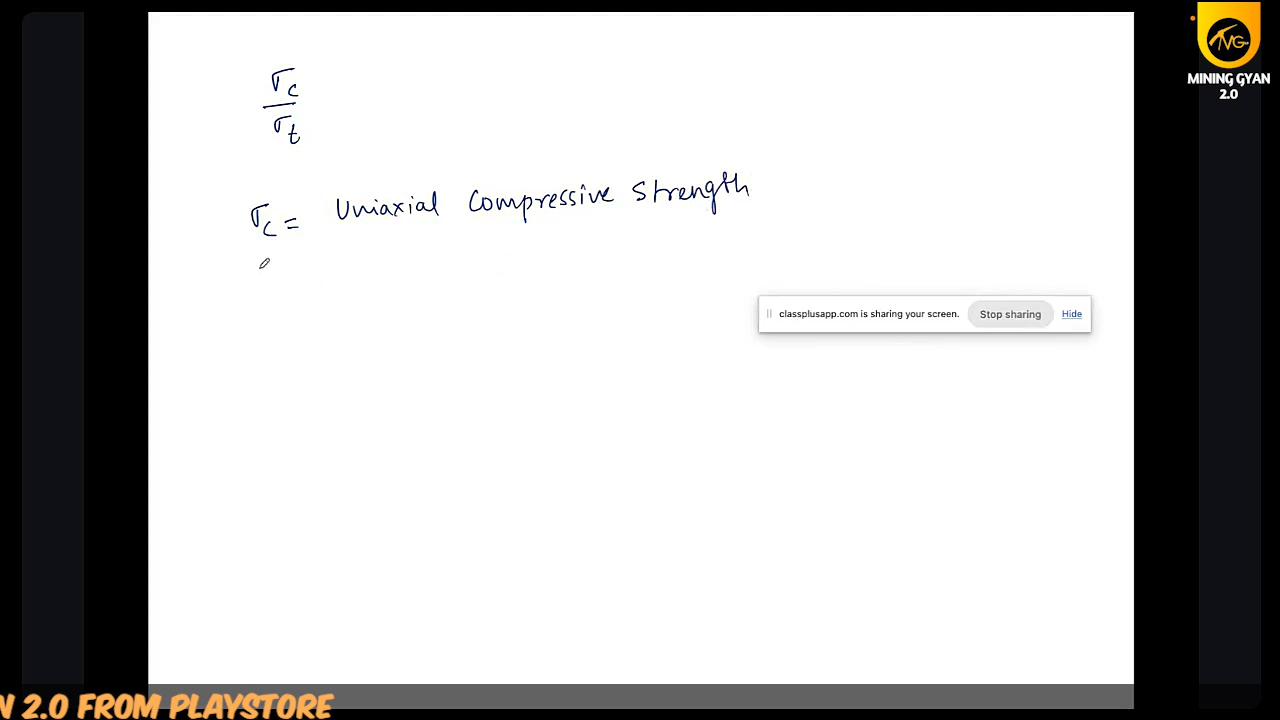 σc
σt
σc = Uniaxial Compressive Strength
classplusapp.com is sharing your screen. Stop sharing Hide
MINING GYAN
2.0
N 2.0 FROM PLAYSTORE